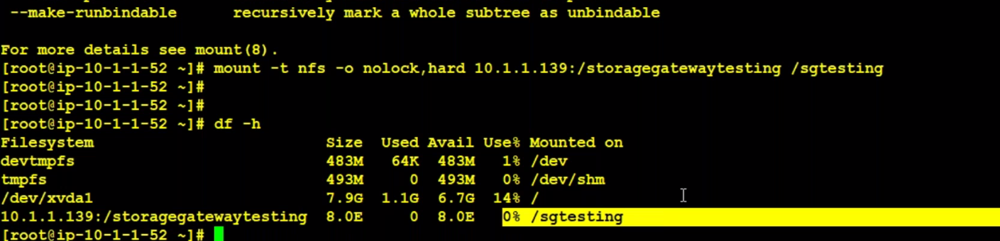 --make-runbindable recursively mark a whole subtree as unbindable
For more details see mount(8).
[root@ip-10-1-1-52 ~]# mount -t nfs -o nolock,hard 10.1.1.139:/storagegatewaytesting /sgtesting
[root@ip-10-1-1-52 ~]#
[root@ip-10-1-1-52 ~]#
[root@ip-10-1-1-52 ~]# df -h
Filesystem Size Used Avail Use% Mounted on
devtmpfs 483M 64K 483M 1% /dev
tmpfs 493M 0 493M 0% /dev/shm
/dev/xvda1 7.9G 1.1G 6.7G 14% /
10.1.1.139:/storagegatewaytesting 8.0E 0 8.0E 0% /sgtesting
[root@ip-10-1-1-52 ~]#